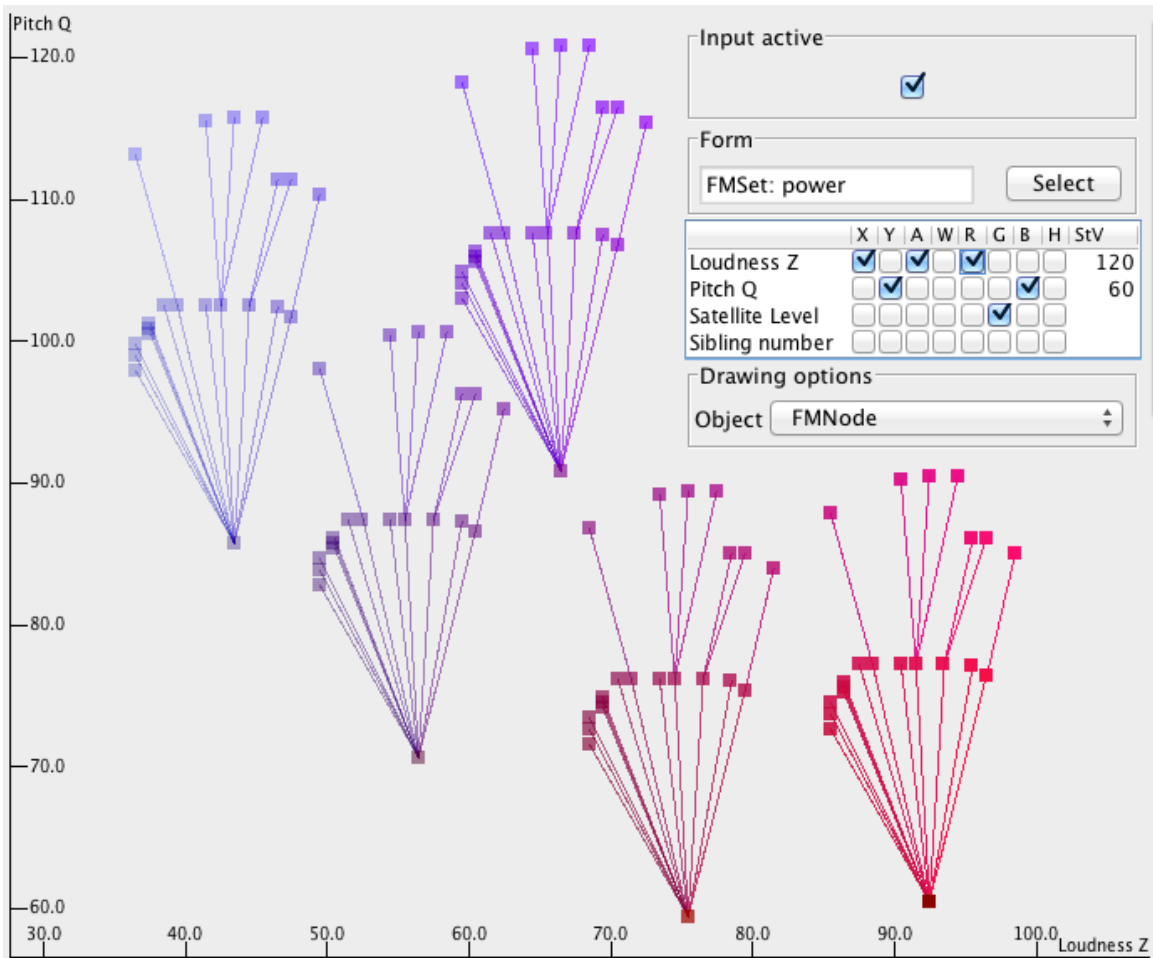 Pitch Q
120.0
110.0
100.0
90.0
80.0
70.0
60.0
30.0 40.0 50.0 60.0 70.0 80.0 90.0 100.0 Loudness Z
Input active
Form
FMSet: power Select
X Y A W R G B H StV
Loudness Z 120
Pitch Q 60
Satellite Level
Sibling number
Drawing options
Object FMNode